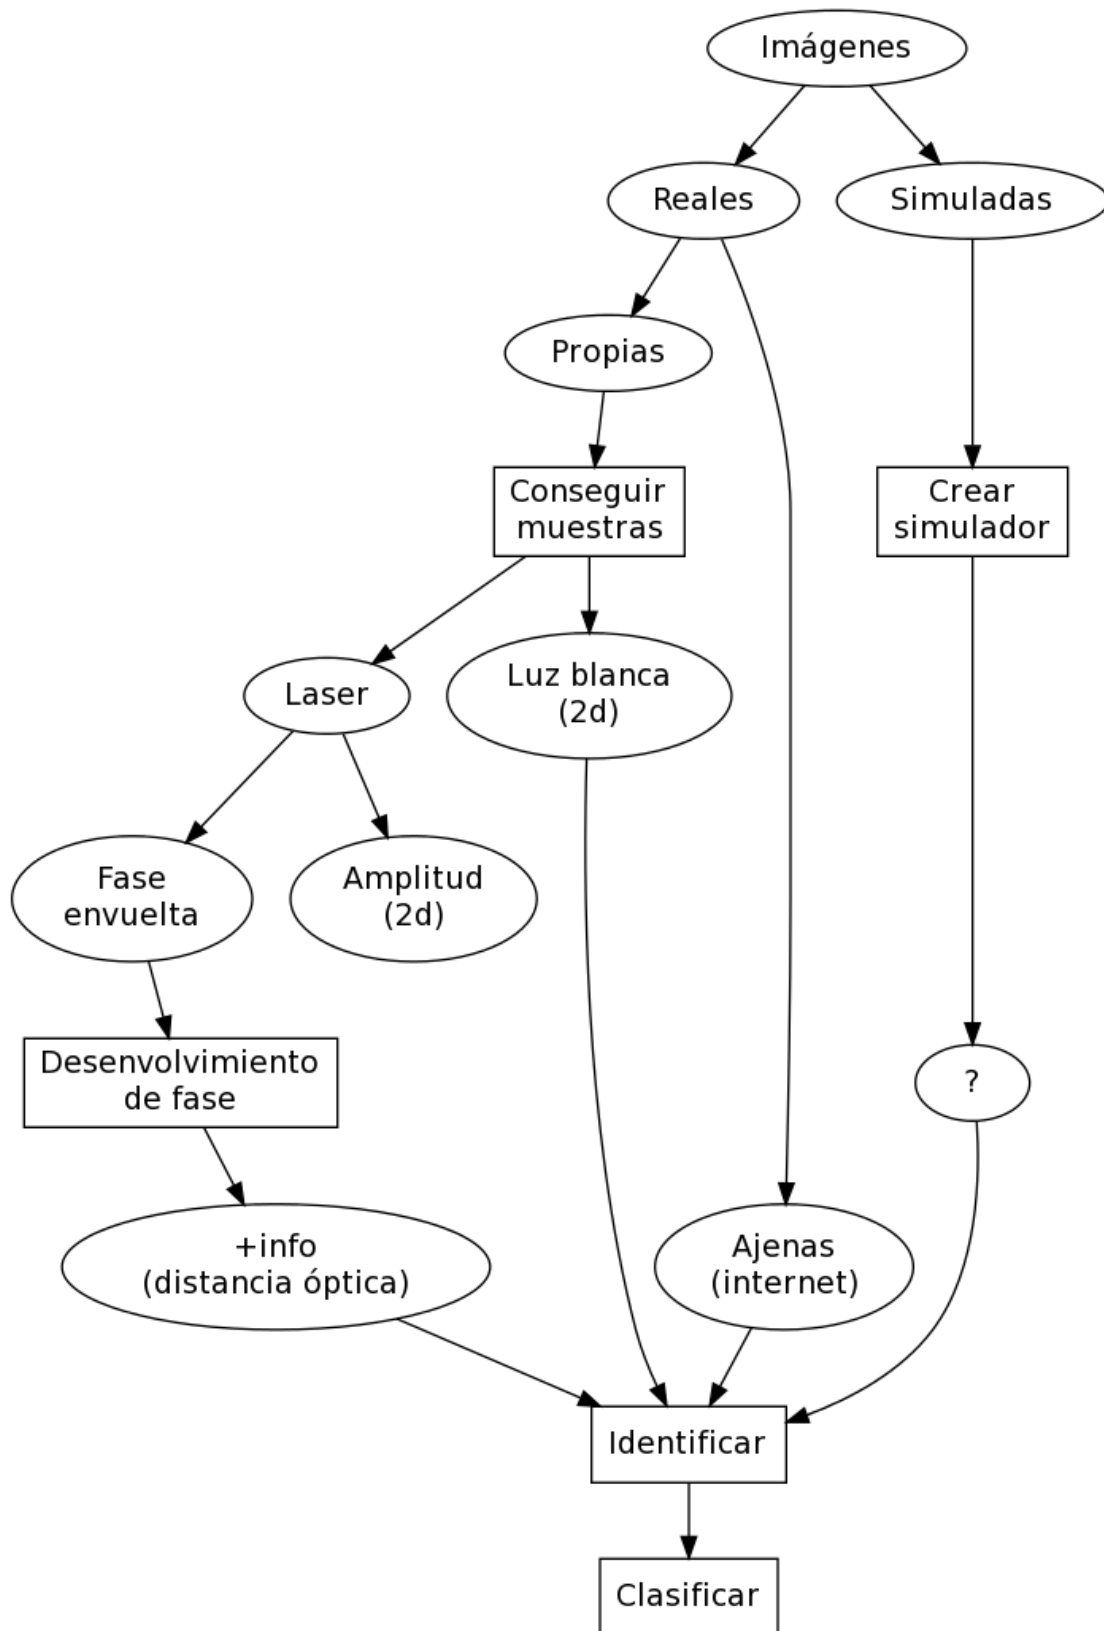 Imágenes
Reales
Simuladas
Propias
Conseguir
muestras
Crear
simulador
Laser
Luz blanca
(2d)
Fase
envuelta
Amplitud
(2d)
Desenvolvimiento
de fase
?
+info
(distancia óptica)
Ajenas
(internet)
Identificar
Clasificar